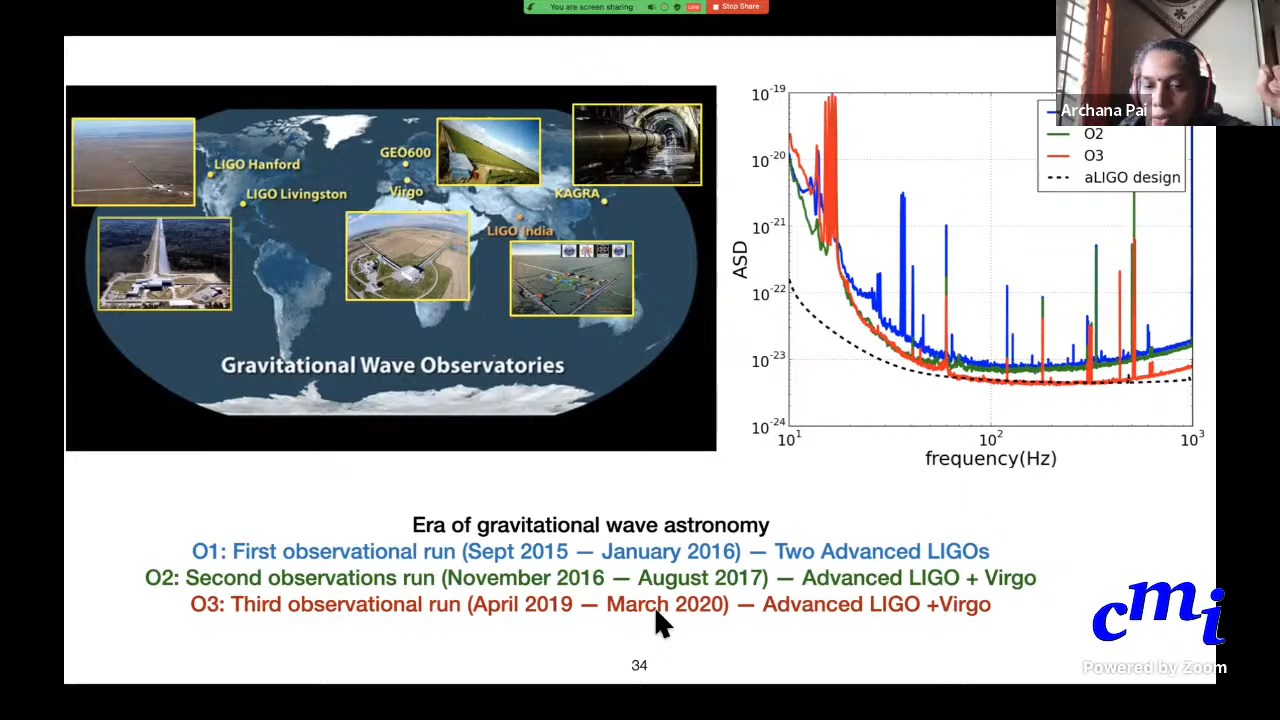 You are screen sharing
Live
Stop Share
Archana Pai
LIGO Hanford
LIGO Livingston
GEO600
Virgo
KAGRA
LIGO India
Gravitational Wave Observatories
10⁻¹⁹
10⁻²⁰
10⁻²¹
10⁻²²
10⁻²³
10⁻²⁴
ASD
O2
O3
aLIGO design
10¹
10²
10³
frequency(Hz)
Era of gravitational wave astronomy
O1: First observational run (Sept 2015 — January 2016) — Two Advanced LIGOs
O2: Second observations run (November 2016 — August 2017) — Advanced LIGO + Virgo
O3: Third observational run (April 2019 — March 2020) — Advanced LIGO +Virgo
34
cmi
Powered by Zoom